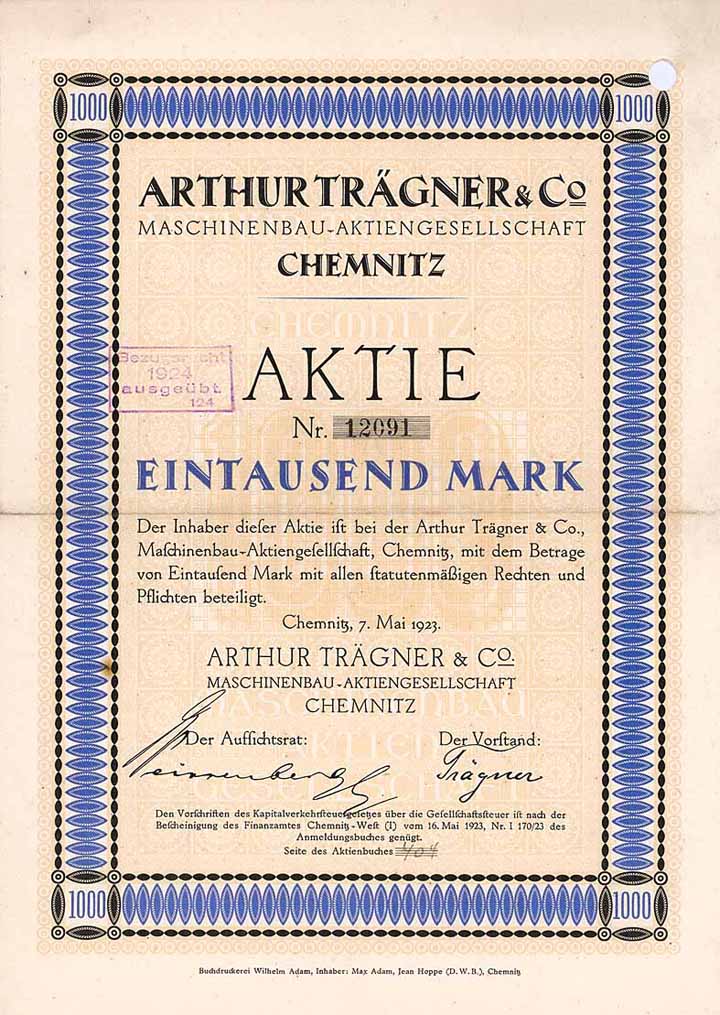 1000 1000
ARTHUR TRÄGNER & Co
MASCHINENBAU-AKTIENGESELLSCHAFT
CHEMNITZ
CHEMNITZ
AKTIE
Bezugsrecht
1924
ausgeübt.
124
Nr. 12091
1000
EINTAUSEND MARK
Der Inhaber dieſer Aktie iſt bei der Arthur Trägner & Co.,
Maſchinenbau-Aktiengeſellſchaft, Chemnitz, mit dem Betrage
von Eintauſend Mark mit allen ſtatutenmäßigen Rechten und
Pflichten beteiligt.
Chemnitz, 7. Mai 1923.
ARTHUR TRÄGNER & CO.
MASCHINENBAU-AKTIENGESELLSCHAFT
CHEMNITZ
MASCHINENBAU
AKTIEN
GESELLSCHAFT
Der Aufſichtsrat: Der Vorſtand:
Trägner
Den Vorſchriften des Kapitalverkehrſteuergeſetzes über die Geſellſchaftsſteuer iſt nach der
Beſcheinigung des Finanzamtes Chemnitz-Weſt (I) vom 16. Mai 1923, Nr. I 170/23 des
Anmeldungsbuches genügt.
Seite des Aktienbuches 404
1000 1000
Buchdruckerei Wilhelm Adam, Inhaber: Max Adam, Jean Hoppe (D.W.B.), Chemnitz